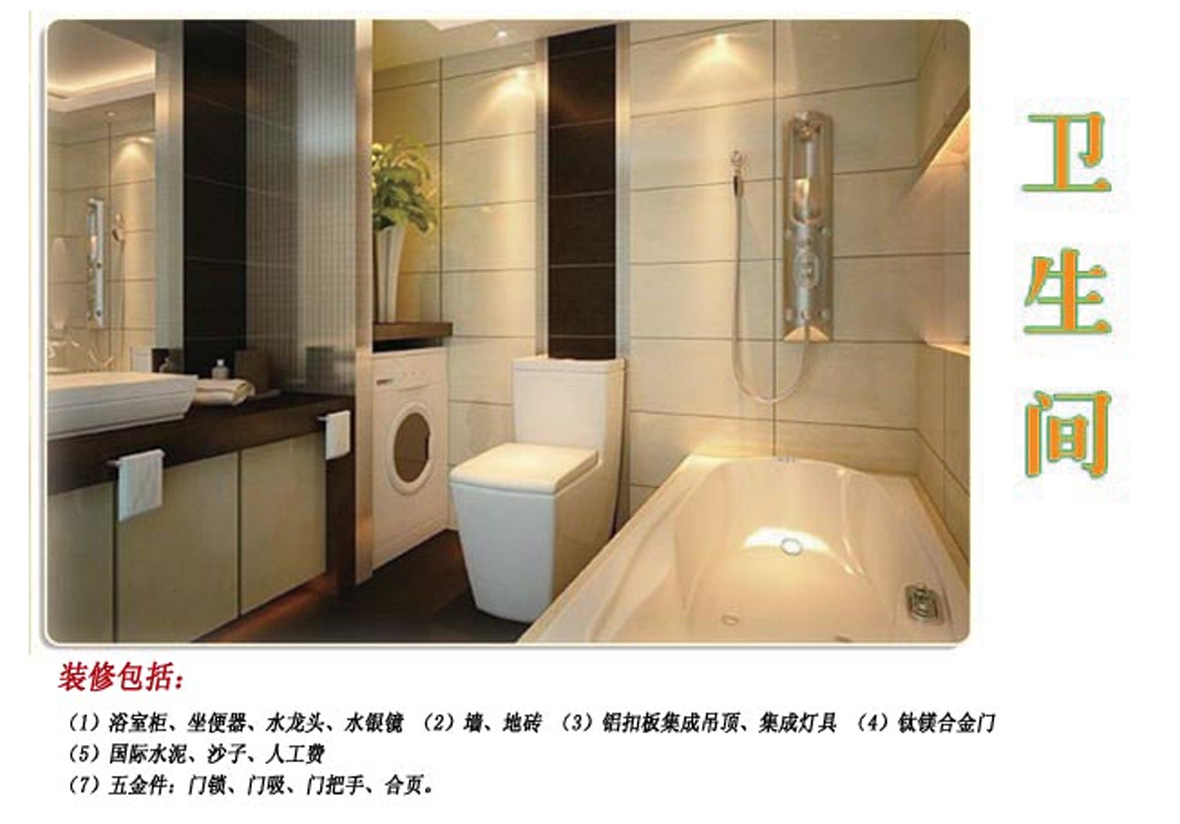 卫
生
间
装修包括：
（1）浴室柜、坐便器、水龙头、水银镜 （2）墙、地砖 （3）铝扣板集成吊顶、集成灯具 （4）钛镁合金门
（5）国际水泥、沙子、人工费
（7）五金件：门锁、门吸、门把手、合页。